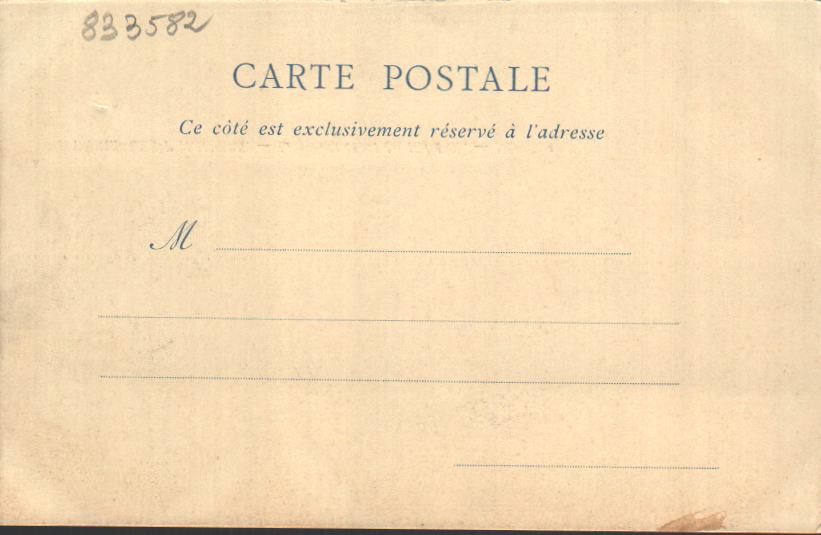 833582
CARTE POSTALE
Ce côté est exclusivement réservé à l'adresse
M